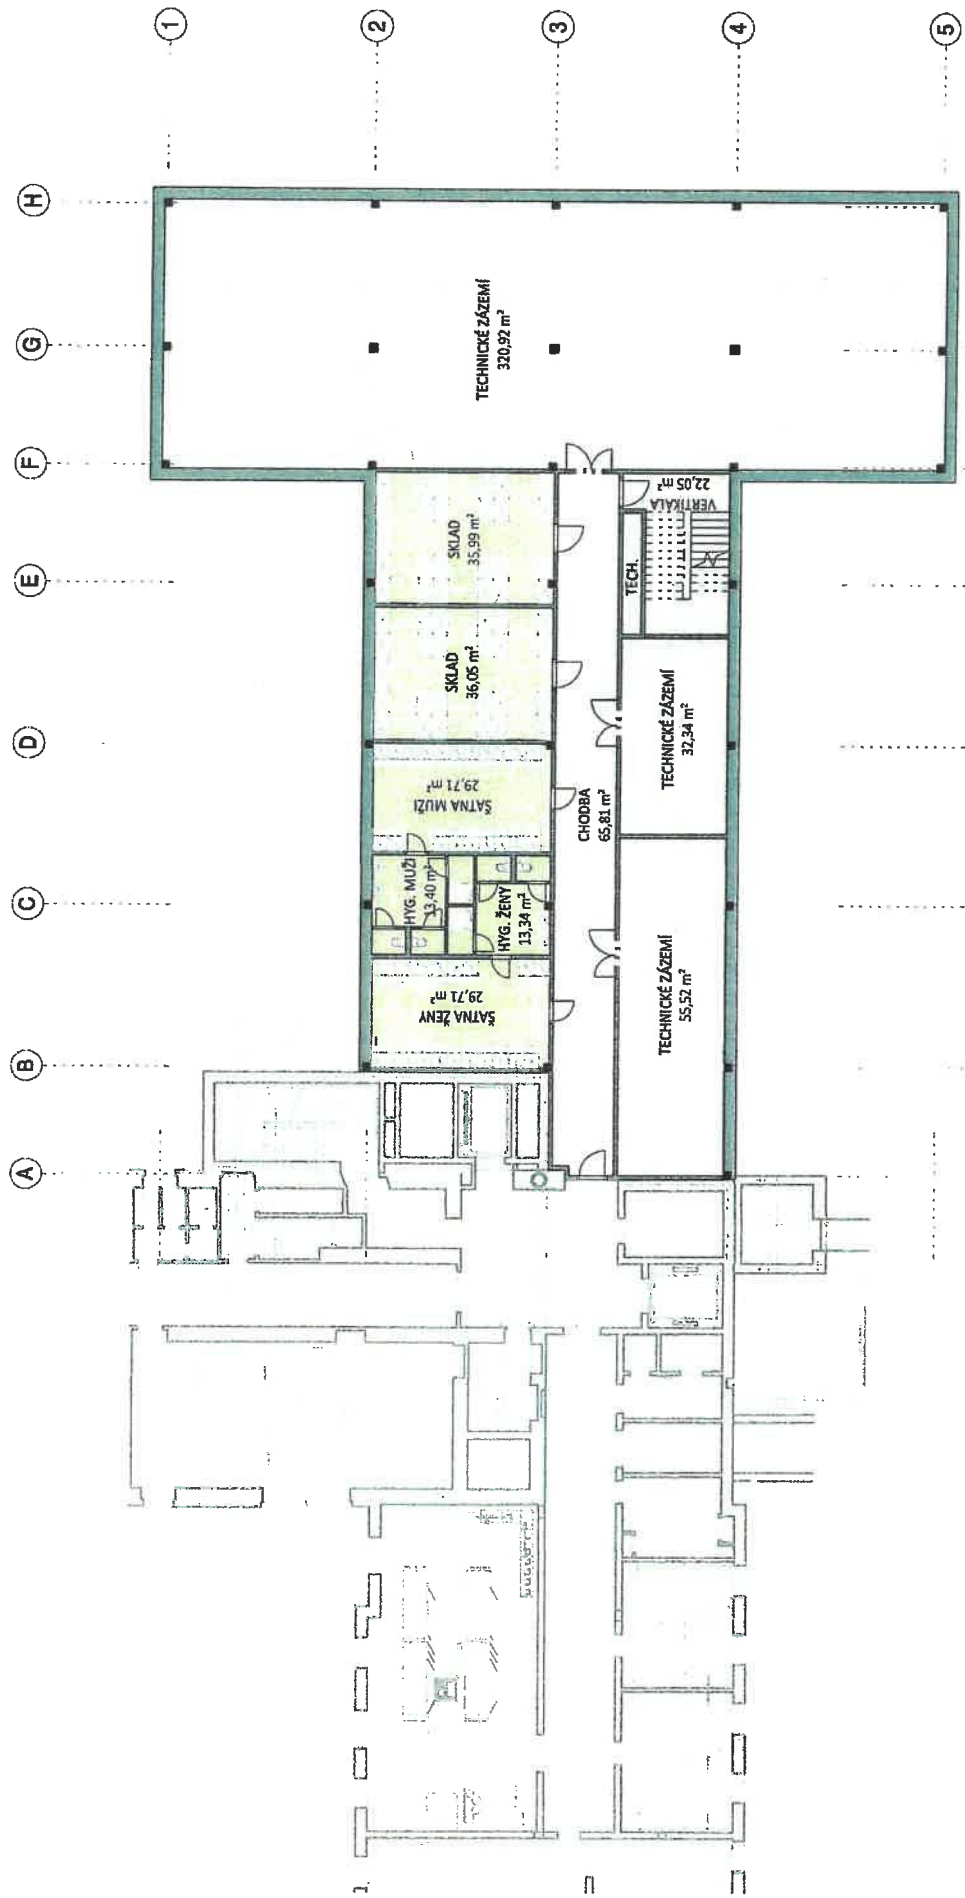 1
2
3
4
5
H
G
F
E
D
C
B
A
TECHNICKÉ ZÁZEMÍ
320,92 m²
SKLAD
35,99 m²
SKLAD
36,05 m²
ŠATNA MUŽI
29,71 m²
HYG. MUŽI
13,40 m²
HYG. ŽENY
13,34 m²
ŠATNA ŽENY
29,71 m²
CHODBA
65,81 m²
VERTIKÁLA
22,05 m²
TECH.
TECHNICKÉ ZÁZEMÍ
32,34 m²
TECHNICKÉ ZÁZEMÍ
55,52 m²